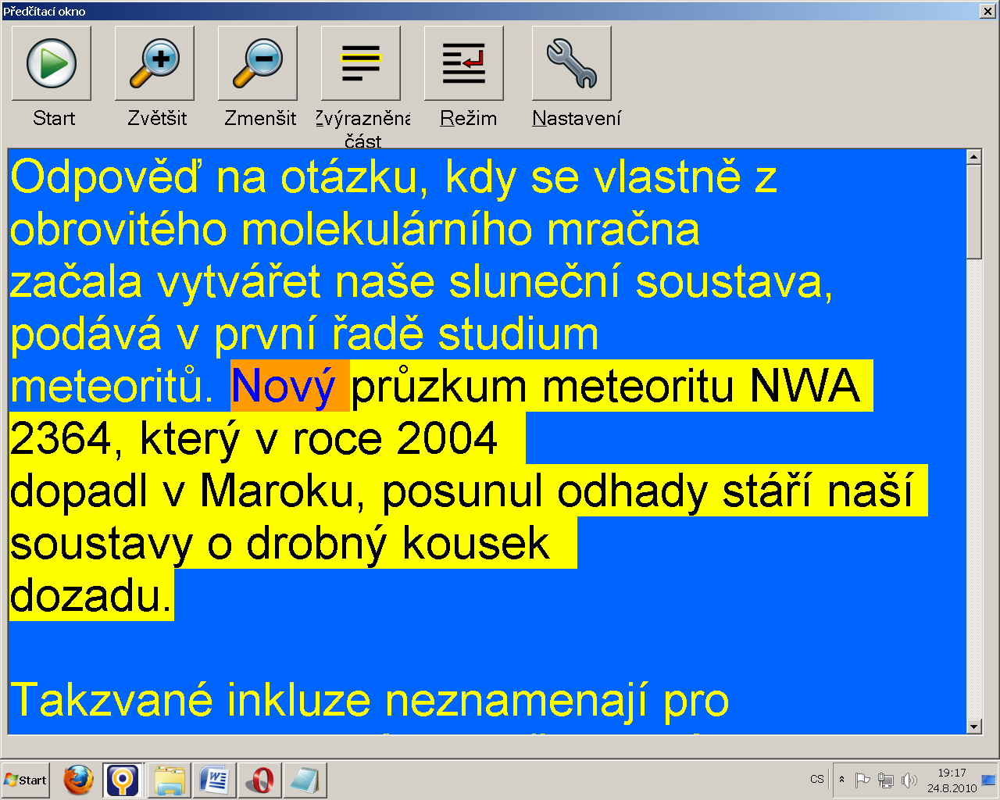 Předčítací okno
Start
Zvětšit
Zmenšit
Zvýrazněná
část
Režim
Nastavení
Odpověď na otázku, kdy se vlastně z
obrovitého molekulárního mračna
začala vytvářet naše sluneční soustava,
podává v první řadě studium
meteoritů. Nový průzkum meteoritu NWA
2364, který v roce 2004
dopadl v Maroku, posunul odhady stáří naší
soustavy o drobný kousek
dozadu.
Takzvané inkluze neznamenají pro
Start
CS
19:17
24.8.2010